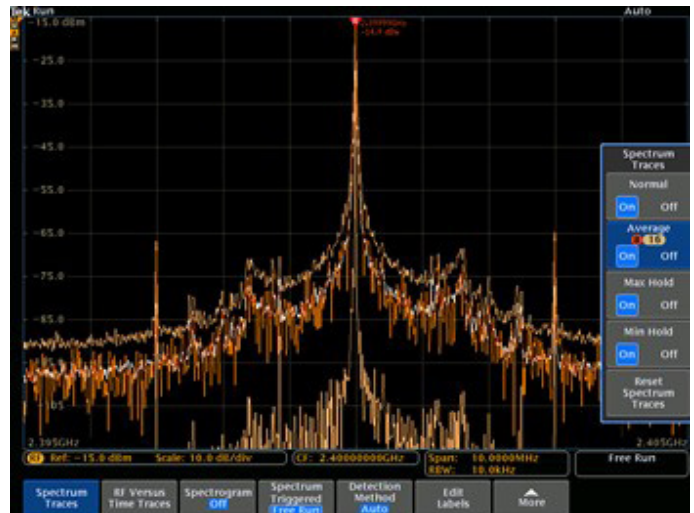 Tek Run
Auto
-15.0 dBm
-25.0
-35.0
-45.0
-55.0
-65.0
-75.0
-85.0
-105
2.395GHz
2.405GHz
Spectrum Traces
Normal
On Off
Average
16
On Off
Max Hold
On Off
Min Hold
On Off
Reset Spectrum Traces
Ref: -15.0 dBm Scale: 10.0 dB/div
CF: 2.40000000GHz
Span: 10.0000MHz
RBW: 10.0kHz
Free Run
Spectrum Traces
RF Versus Time Traces
Spectrogram Off
Spectrum Triggered Free Run
Detection Method Auto
Edit Labels
More